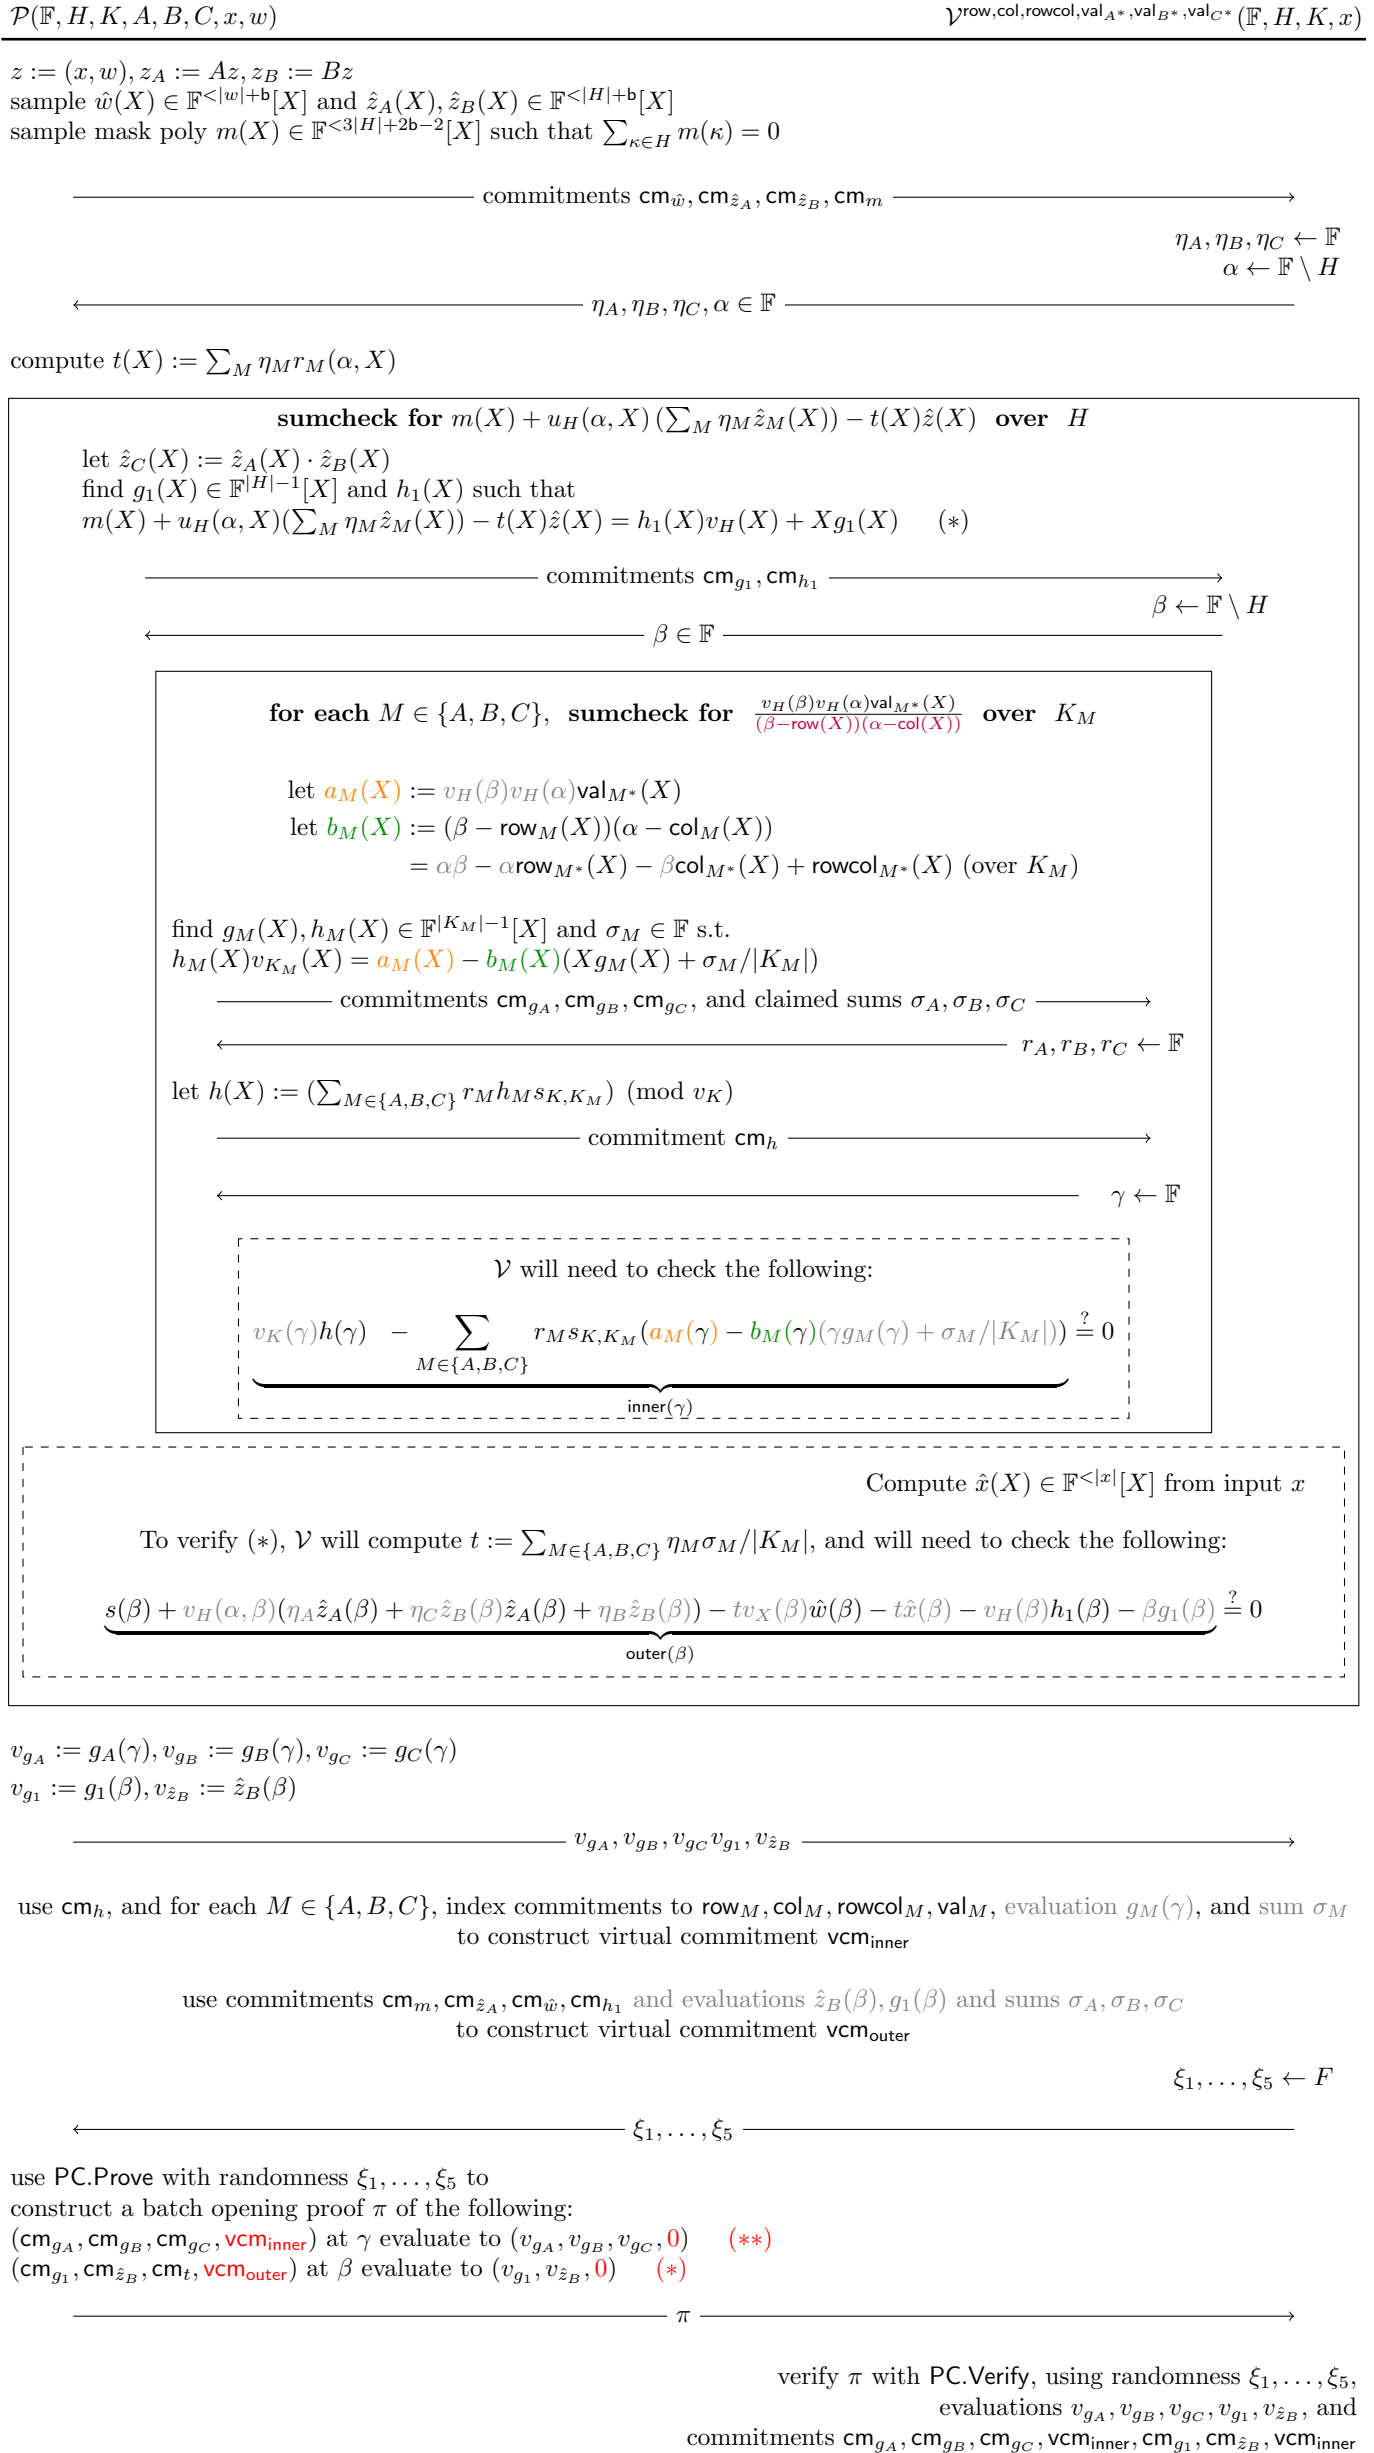 𝒫(𝔽, H, K, A, B, C, x, w) 𝒱^{row,col,rowcol,val_{A*},val_{B*},val_{C*}}(𝔽, H, K, x)
z := (x, w), z_A := Az, z_B := Bz
sample ŵ(X) ∈ 𝔽^{<|w|+b}[X] and ẑ_A(X), ẑ_B(X) ∈ 𝔽^{<|H|+b}[X]
sample mask poly m(X) ∈ 𝔽^{<3|H|+2b−2}[X] such that ∑_{κ∈H} m(κ) = 0
commitments cm_ŵ, cm_{ẑ_A}, cm_{ẑ_B}, cm_m
η_A, η_B, η_C ← 𝔽
α ← 𝔽 \ H
η_A, η_B, η_C, α ∈ 𝔽
compute t(X) := ∑_M η_M r_M(α, X)
sumcheck for m(X) + u_H(α, X) (∑_M η_M ẑ_M(X)) − t(X)ẑ(X) over H
let ẑ_C(X) := ẑ_A(X) · ẑ_B(X)
find g_1(X) ∈ 𝔽^{|H|−1}[X] and h_1(X) such that
m(X) + u_H(α, X)(∑_M η_M ẑ_M(X)) − t(X)ẑ(X) = h_1(X)v_H(X) + Xg_1(X) (∗)
commitments cm_{g_1}, cm_{h_1}
β ← 𝔽 \ H
β ∈ 𝔽
for each M ∈ {A, B, C}, sumcheck for \frac{v_H(β)v_H(α)val_{M*}(X)}{(β−row(X))(α−col(X))} over K_M
let a_M(X) := v_H(β)v_H(α)val_{M*}(X)
let b_M(X) := (β − row_M(X))(α − col_M(X))
= αβ − αrow_{M*}(X) − βcol_{M*}(X) + rowcol_{M*}(X) (over K_M)
find g_M(X), h_M(X) ∈ 𝔽^{|K_M|−1}[X] and σ_M ∈ 𝔽 s.t.
h_M(X)v_{K_M}(X) = a_M(X) − b_M(X)(Xg_M(X) + σ_M/|K_M|)
commitments cm_{g_A}, cm_{g_B}, cm_{g_C}, and claimed sums σ_A, σ_B, σ_C
r_A, r_B, r_C ← 𝔽
let h(X) := (∑_{M∈{A,B,C}} r_M h_M s_{K,K_M}) (mod v_K)
commitment cm_h
γ ← 𝔽
𝒱 will need to check the following:
v_K(γ)h(γ) − ∑_{M∈{A,B,C}} r_M s_{K,K_M}(a_M(γ) − b_M(γ)(γg_M(γ) + σ_M/|K_M|)) ≟ 0
inner(γ)
Compute x̂(X) ∈ 𝔽^{<|x|}[X] from input x
To verify (∗), 𝒱 will compute t := ∑_{M∈{A,B,C}} η_M σ_M/|K_M|, and will need to check the following:
s(β) + v_H(α, β)(η_A ẑ_A(β) + η_C ẑ_B(β)ẑ_A(β) + η_B ẑ_B(β)) − tv_X(β)ŵ(β) − tx̂(β) − v_H(β)h_1(β) − βg_1(β) ≟ 0
outer(β)
v_{g_A} := g_A(γ), v_{g_B} := g_B(γ), v_{g_C} := g_C(γ)
v_{g_1} := g_1(β), v_{ẑ_B} := ẑ_B(β)
v_{g_A}, v_{g_B}, v_{g_C} v_{g_1}, v_{ẑ_B}
use cm_h, and for each M ∈ {A, B, C}, index commitments to row_M, col_M, rowcol_M, val_M, evaluation g_M(γ), and sum σ_M
to construct virtual commitment vcm_inner
use commitments cm_m, cm_{ẑ_A}, cm_ŵ, cm_{h_1} and evaluations ẑ_B(β), g_1(β) and sums σ_A, σ_B, σ_C
to construct virtual commitment vcm_outer
ξ_1, . . . , ξ_5 ← F
ξ_1, . . . , ξ_5
use PC.Prove with randomness ξ_1, . . . , ξ_5 to
construct a batch opening proof π of the following:
(cm_{g_A}, cm_{g_B}, cm_{g_C}, vcm_inner) at γ evaluate to (v_{g_A}, v_{g_B}, v_{g_C}, 0) (∗∗)
(cm_{g_1}, cm_{ẑ_B}, cm_t, vcm_outer) at β evaluate to (v_{g_1}, v_{ẑ_B}, 0) (∗)
π
verify π with PC.Verify, using randomness ξ_1, . . . , ξ_5,
evaluations v_{g_A}, v_{g_B}, v_{g_C}, v_{g_1}, v_{ẑ_B}, and
commitments cm_{g_A}, cm_{g_B}, cm_{g_C}, vcm_inner, cm_{g_1}, cm_{ẑ_B}, vcm_inner